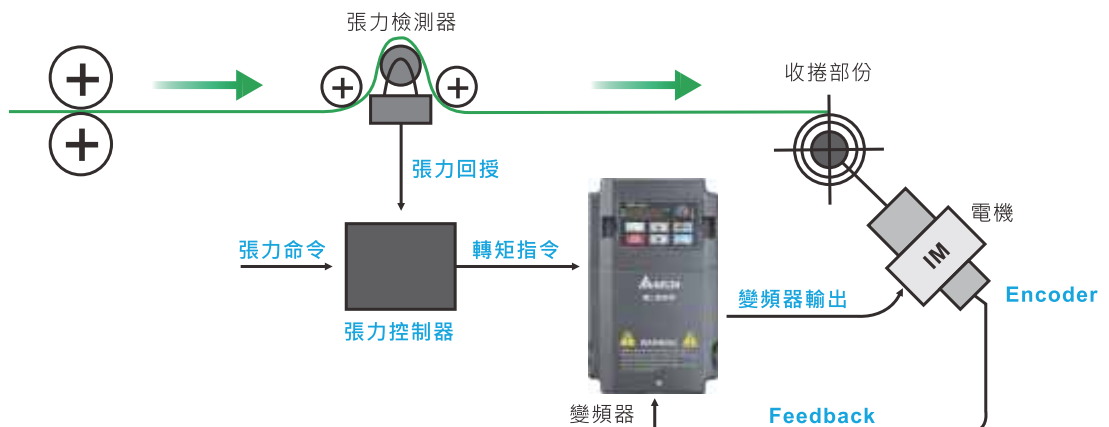 張力檢測器
收捲部份
張力回授
電機
張力命令
轉矩指令
IM
變頻器輸出
Encoder
張力控制器
變頻器
Feedback